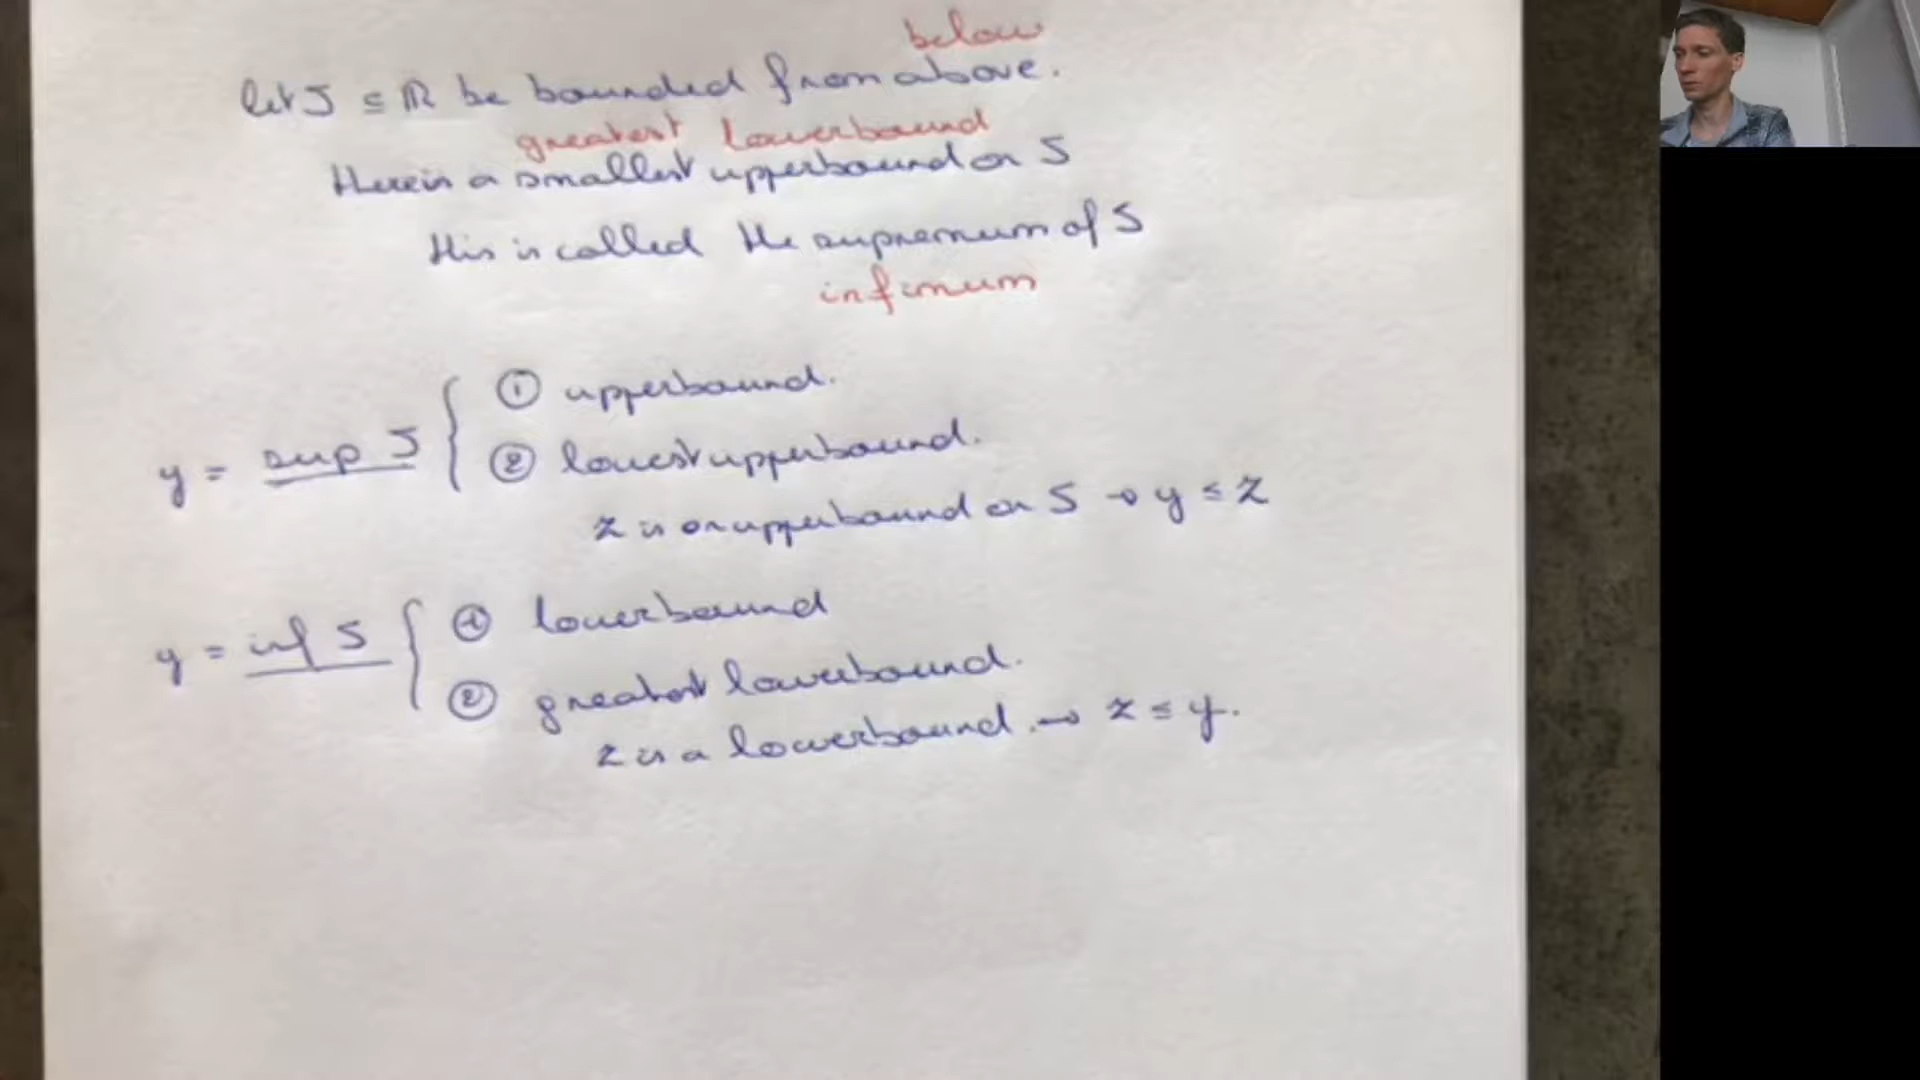 below
let S ⊆ ℝ be bounded from above.
greatest lowerbound
there is a smallest upperbound on S
this is called the supremum of S
infimum
y = sup S { ① upperbound.
② lowest upperbound.
z is an upperbound on S → y ≤ z
y = inf S { ① lowerbound
② greatest lowerbound.
z is a lowerbound. → z ≤ y.